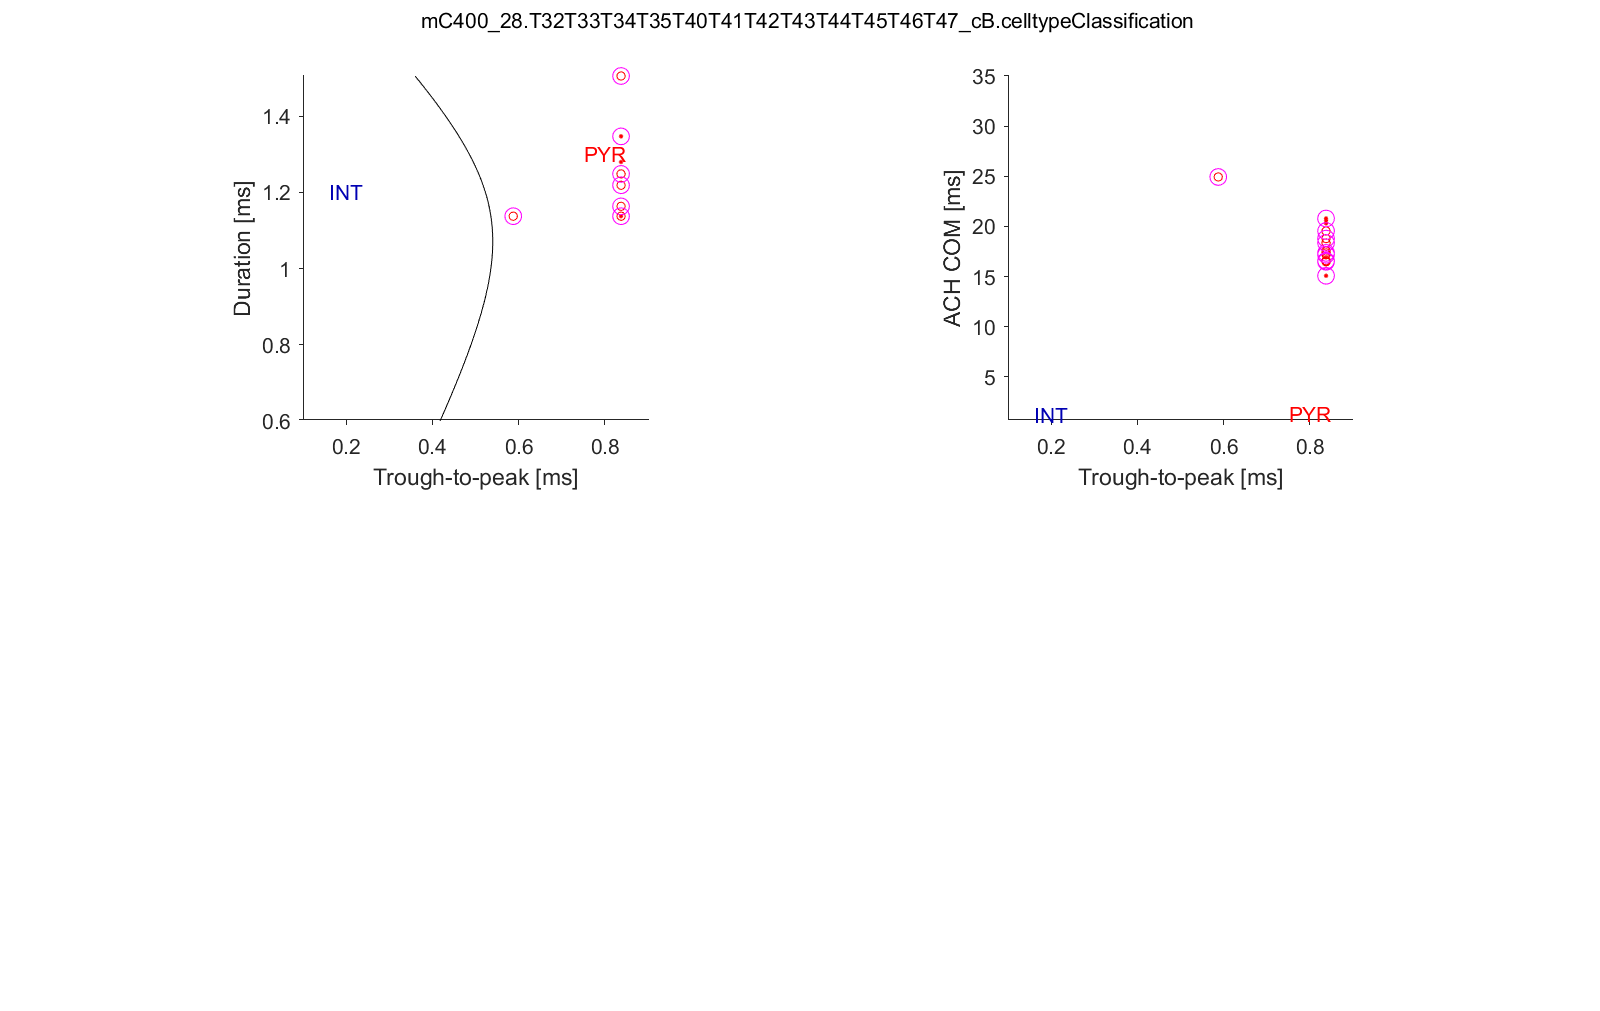 mC400_28.T32T33T34T35T40T41T42T43T44T45T46T47_cB.celltypeClassification
1.4
1.2
1
0.8
0.6
Duration [ms]
INT
PYR
0.2
0.4
0.6
0.8
Trough-to-peak [ms]
35
30
25
20
15
10
5
ACH COM [ms]
INT
PYR
0.2
0.4
0.6
0.8
Trough-to-peak [ms]